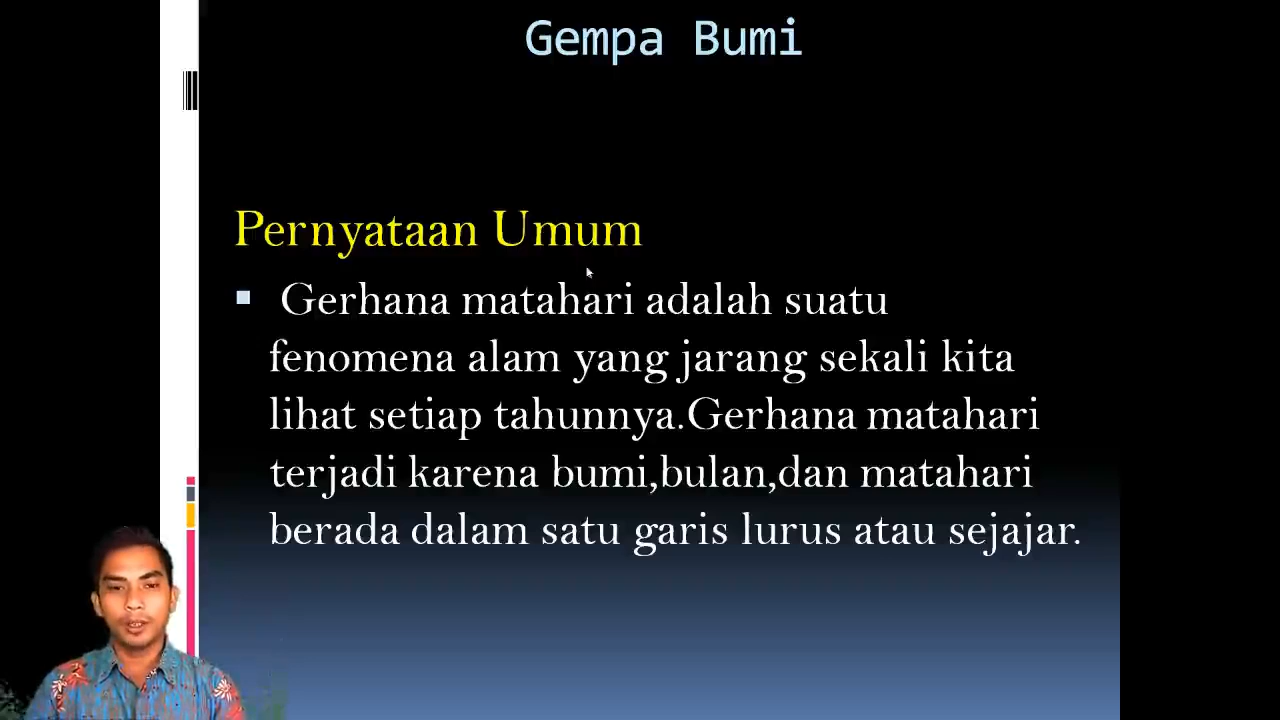 Gempa Bumi
Pernyataan Umum
Gerhana matahari adalah suatu
fenomena alam yang jarang sekali kita
lihat setiap tahunnya.Gerhana matahari
terjadi karena bumi,bulan,dan matahari
berada dalam satu garis lurus atau sejajar.